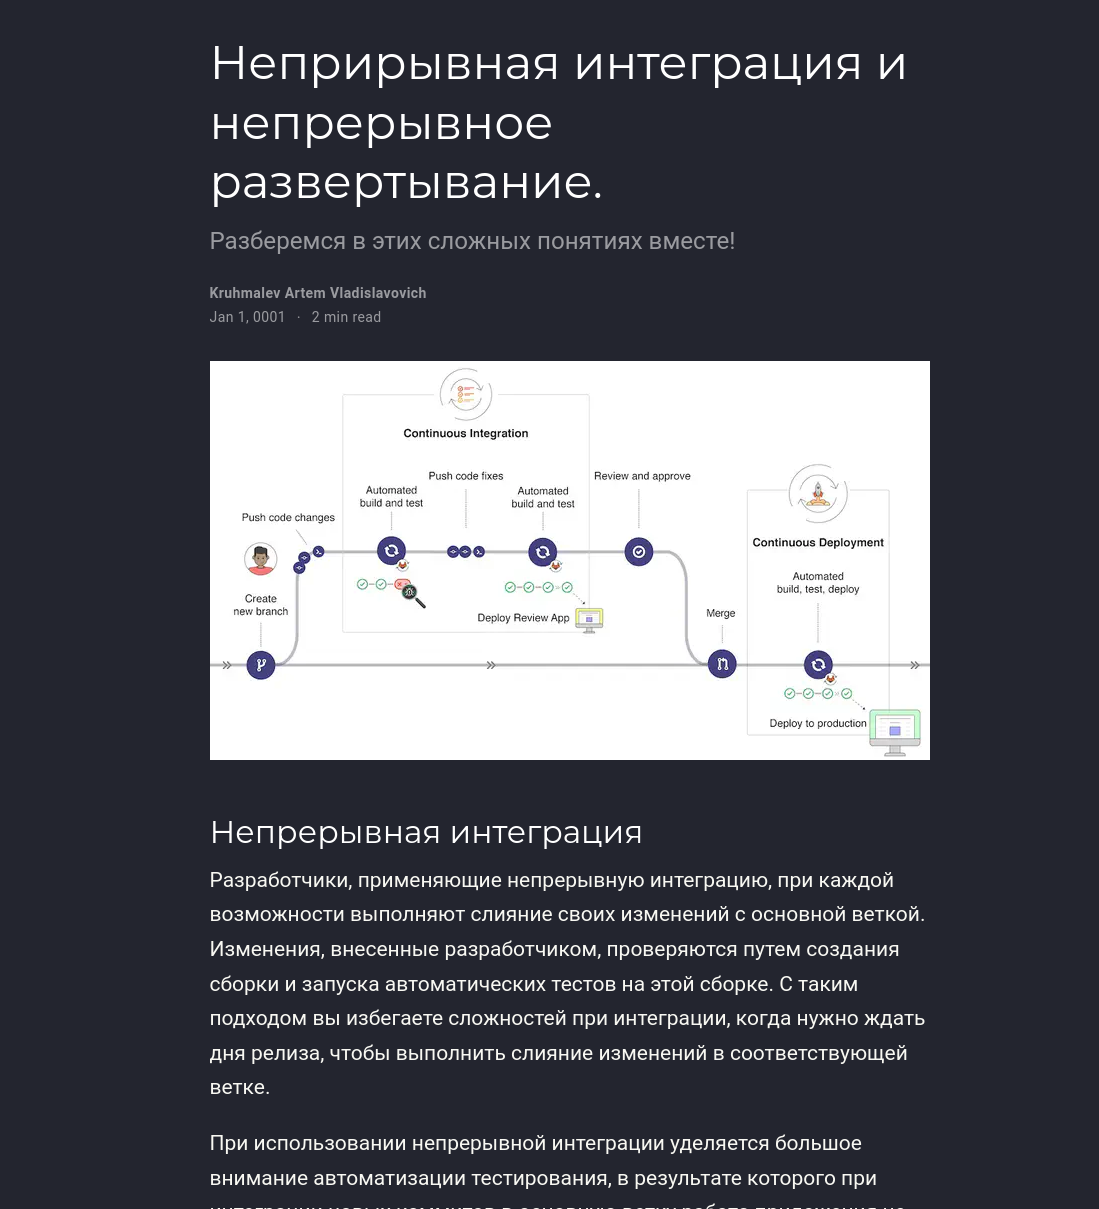 Неприрывная интеграция и
непрерывное
развертывание.
Разберемся в этих сложных понятиях вместе!
Kruhmalev Artem Vladislavovich
Jan 1, 0001 · 2 min read
Continuous Integration
Push code fixes
Review and approve
Automated
build and test
Automated
build and test
Push code changes
Continuous Deployment
Automated
build, test, deploy
Create
new branch
Deploy Review App
Merge
Deploy to production
Непрерывная интеграция
Разработчики, применяющие непрерывную интеграцию, при каждой
возможности выполняют слияние своих изменений с основной веткой.
Изменения, внесенные разработчиком, проверяются путем создания
сборки и запуска автоматических тестов на этой сборке. С таким
подходом вы избегаете сложностей при интеграции, когда нужно ждать
дня релиза, чтобы выполнить слияние изменений в соответствующей
ветке.
При использовании непрерывной интеграции уделяется большое
внимание автоматизации тестирования, в результате которого при